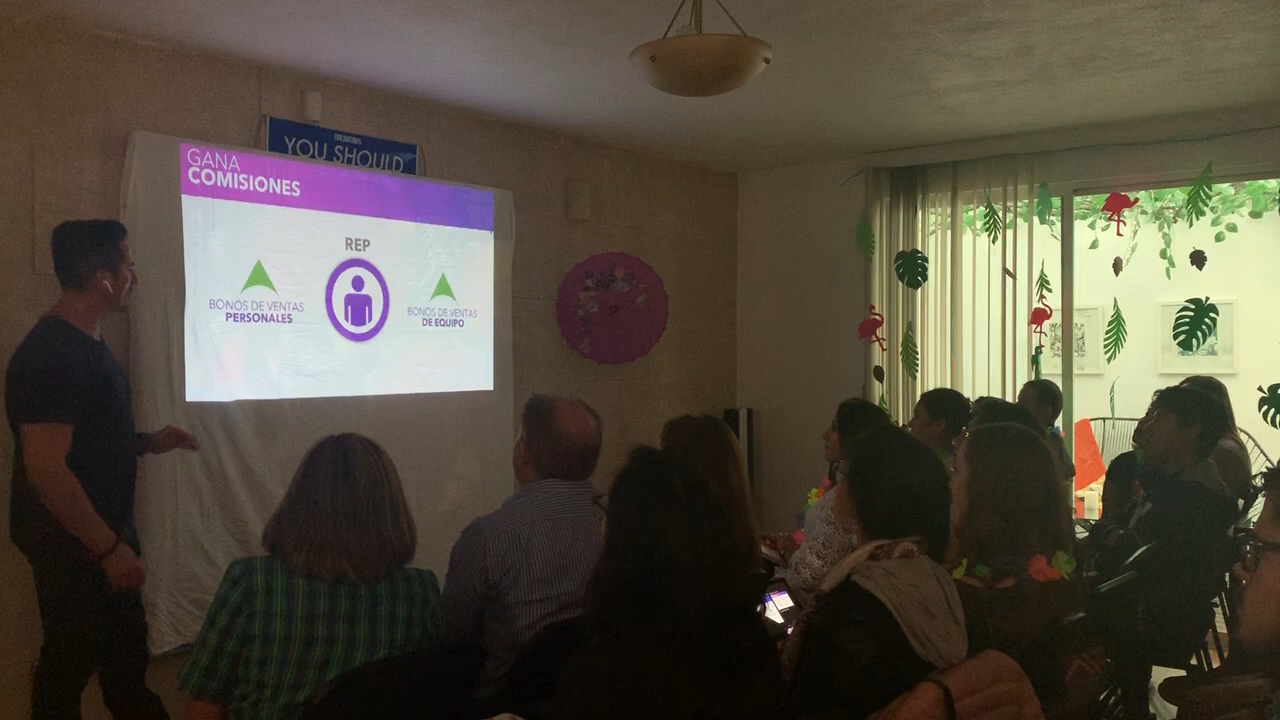 YOU SHOULD
GANA
COMISIONES
REP
BONOS DE VENTAS
PERSONALES
BONOS DE VENTAS
DE EQUIPO